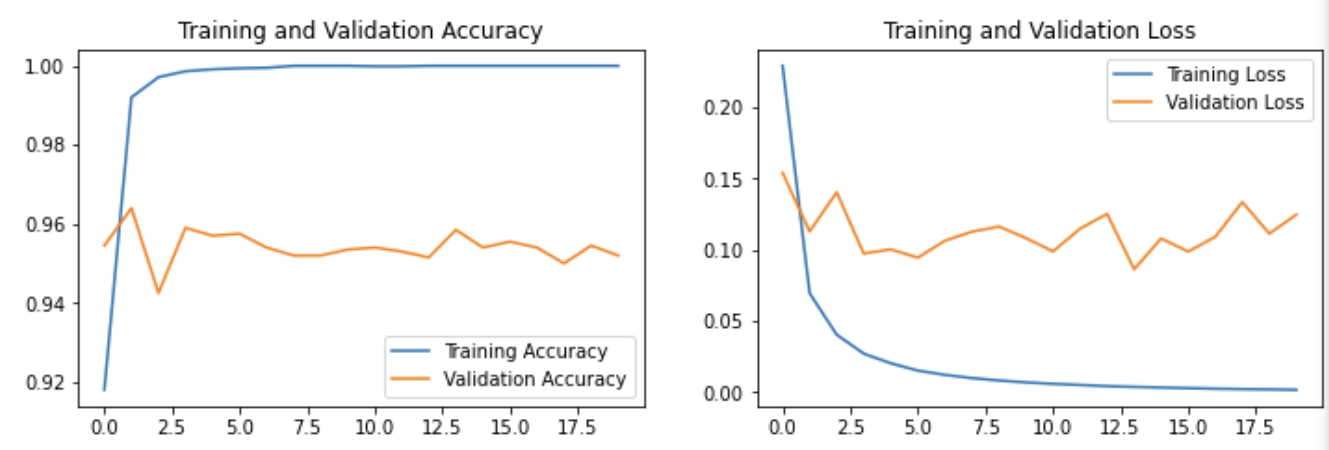 Training and Validation Accuracy
1.00
0.98
0.96
0.94
0.92
Training Accuracy
Validation Accuracy
0.0 2.5 5.0 7.5 10.0 12.5 15.0 17.5
Training and Validation Loss
Training Loss
Validation Loss
0.20
0.15
0.10
0.05
0.00
0.0 2.5 5.0 7.5 10.0 12.5 15.0 17.5